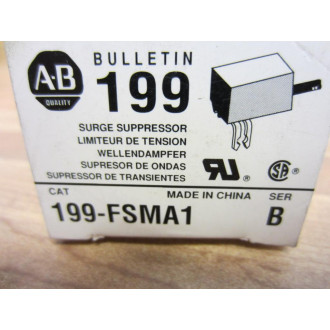 A-B
QUALITY
BULLETIN
199
SURGE SUPPRESSOR
LIMITEUR DE TENSION
WELLENDAMPFER
SUPRESOR DE ONDAS
SUPRESSOR DE TRANSIENTES
CAT
MADE IN CHINA
SER
199-FSMA1
B